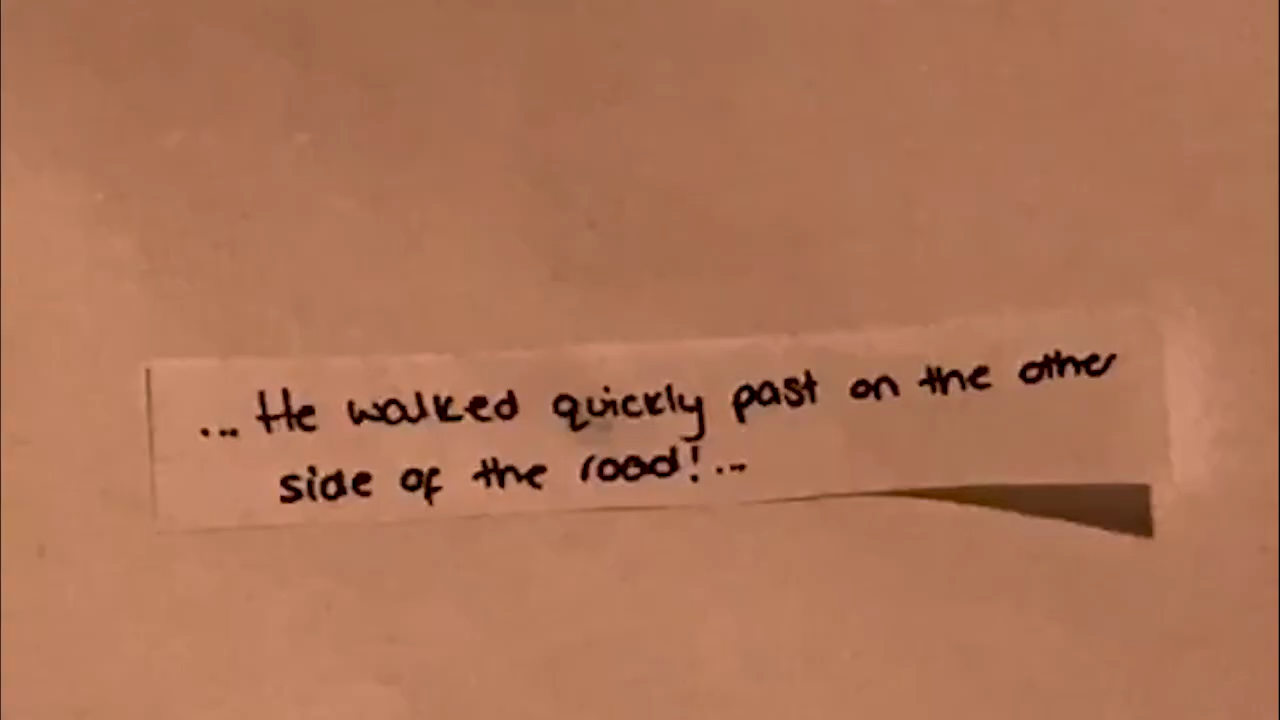 ... He walked quickly past on the other
side of the road!...